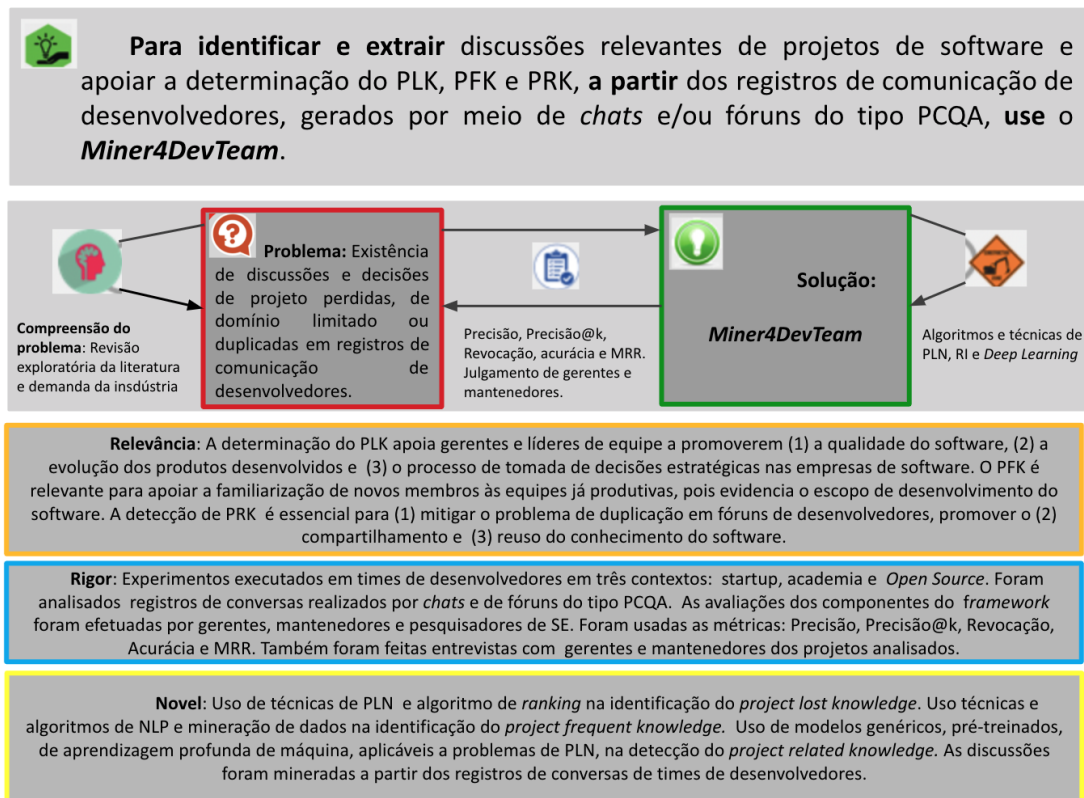 Para identificar e extrair discussões relevantes de projetos de software e
apoiar a determinação do PLK, PFK e PRK, a partir dos registros de comunicação de
desenvolvedores, gerados por meio de chats e/ou fóruns do tipo PCQA, use o
Miner4DevTeam.
Compreensão do
problema: Revisão
exploratória da literatura
e demanda da insdústria
Problema: Existência
de discussões e decisões
de projeto perdidas, de
domínio limitado ou
duplicadas em registros de
comunicação de
desenvolvedores.
Precisão, Precisão@k,
Revocação, acurácia e MRR.
Julgamento de gerentes e
mantenedores.
Solução:
Miner4DevTeam
Algoritmos e técnicas de
PLN, RI e Deep Learning
Relevância: A determinação do PLK apoia gerentes e líderes de equipe a promoverem (1) a qualidade do software, (2) a
evolução dos produtos desenvolvidos e (3) o processo de tomada de decisões estratégicas nas empresas de software. O PFK é
relevante para apoiar a familiarização de novos membros às equipes já produtivas, pois evidencia o escopo de desenvolvimento do
software. A detecção de PRK é essencial para (1) mitigar o problema de duplicação em fóruns de desenvolvedores, promover o (2)
compartilhamento e (3) reuso do conhecimento do software.
Rigor: Experimentos executados em times de desenvolvedores em três contextos: startup, academia e Open Source. Foram
analisados registros de conversas realizados por chats e de fóruns do tipo PCQA. As avaliações dos componentes do framework
foram efetuadas por gerentes, mantenedores e pesquisadores de SE. Foram usadas as métricas: Precisão, Precisão@k, Revocação,
Acurácia e MRR. Também foram feitas entrevistas com gerentes e mantenedores dos projetos analisados.
Novel: Uso de técnicas de PLN e algoritmo de ranking na identificação do project lost knowledge. Uso técnicas e
algoritmos de NLP e mineração de dados na identificação do project frequent knowledge. Uso de modelos genéricos, pré-treinados,
de aprendizagem profunda de máquina, aplicáveis a problemas de PLN, na detecção do project related knowledge. As discussões
foram mineradas a partir dos registros de conversas de times de desenvolvedores.